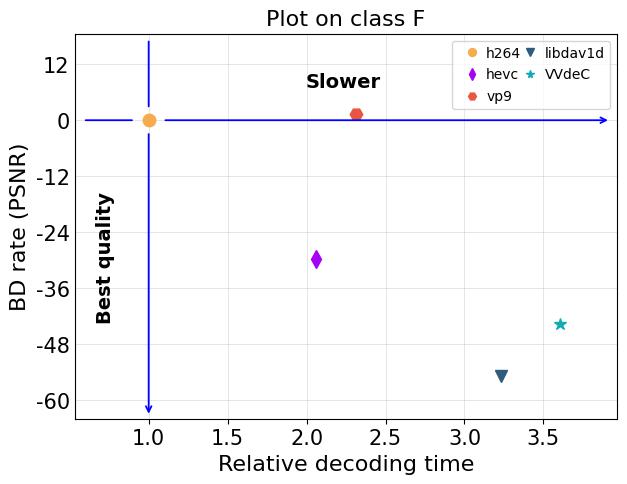 Plot on class F
h264
hevc
vp9
libdav1d
VVdeC
Slower
Best quality
BD rate (PSNR)
12
0
-12
-24
-36
-48
-60
1.0 1.5 2.0 2.5 3.0 3.5
Relative decoding time